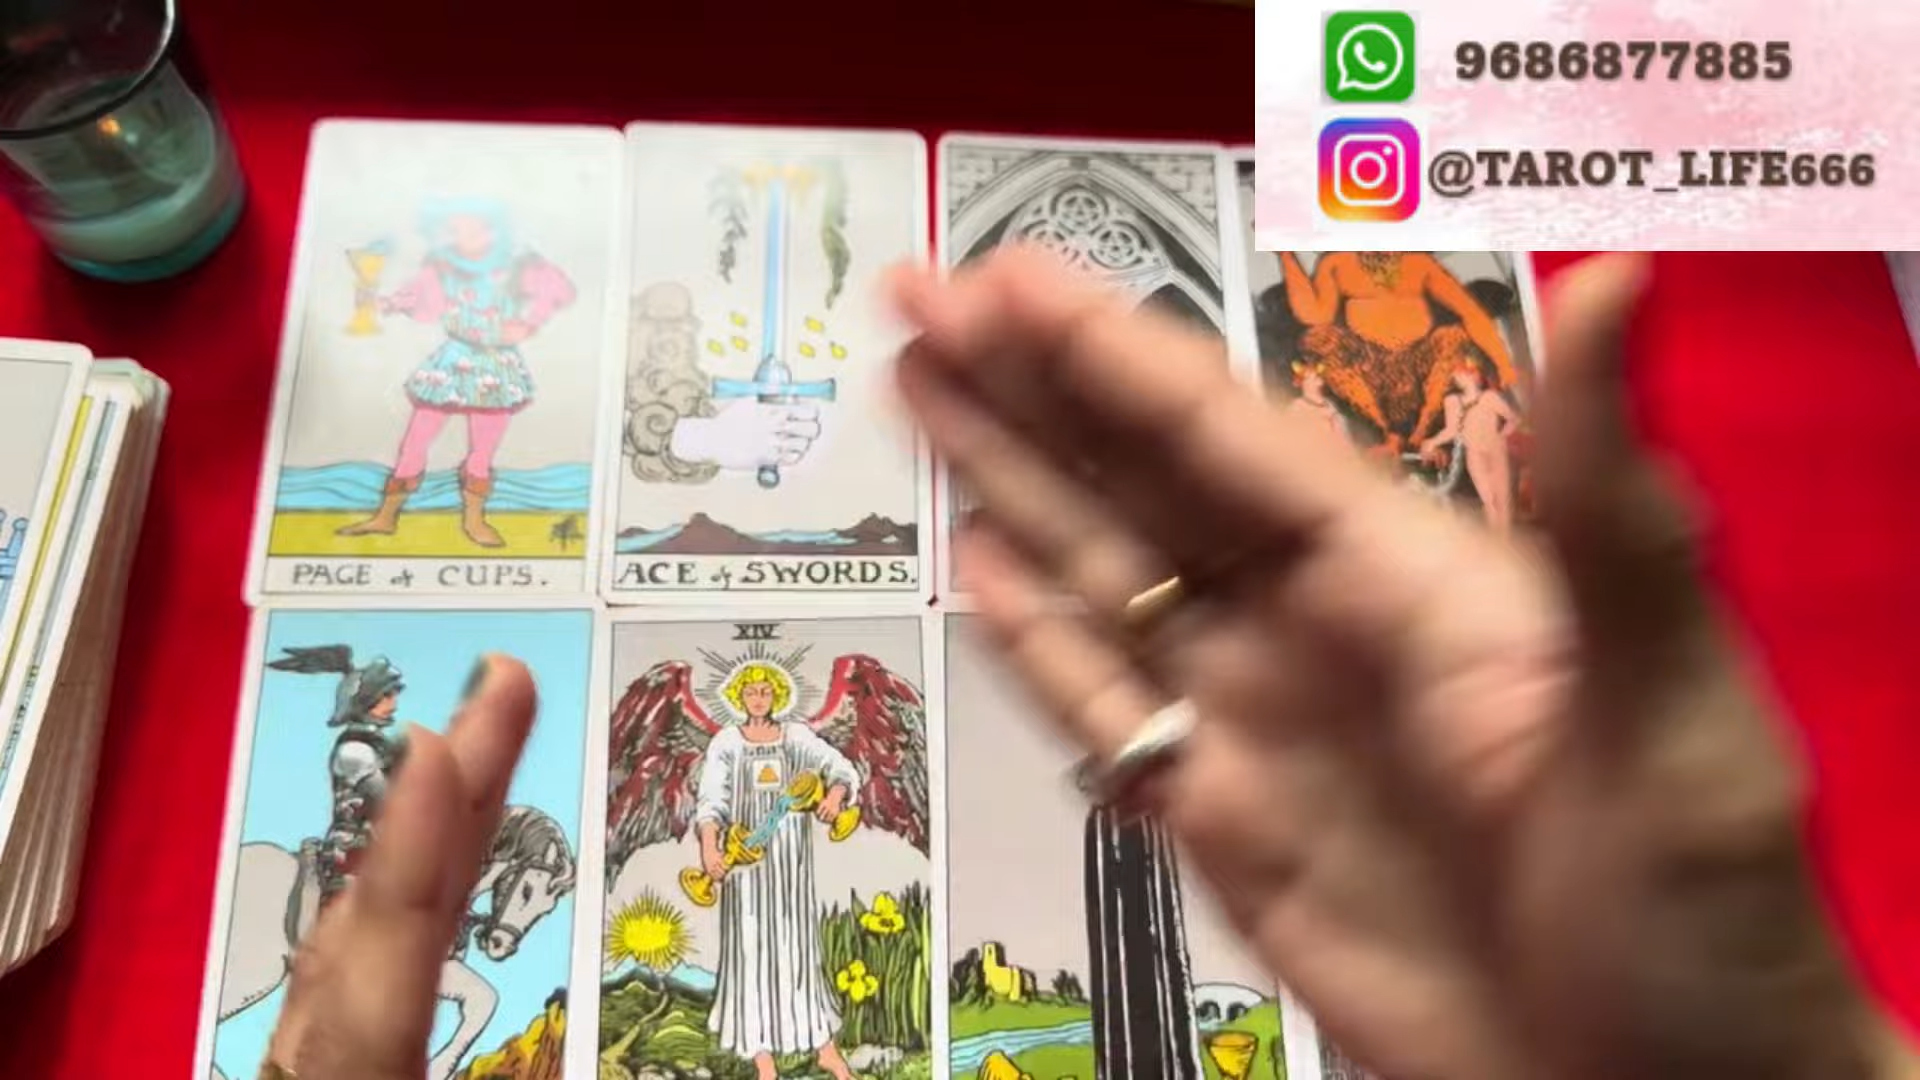 9686877885
@TAROT_LIFE666
PAGE of CUPS.
ACE of SWORDS.
XIV